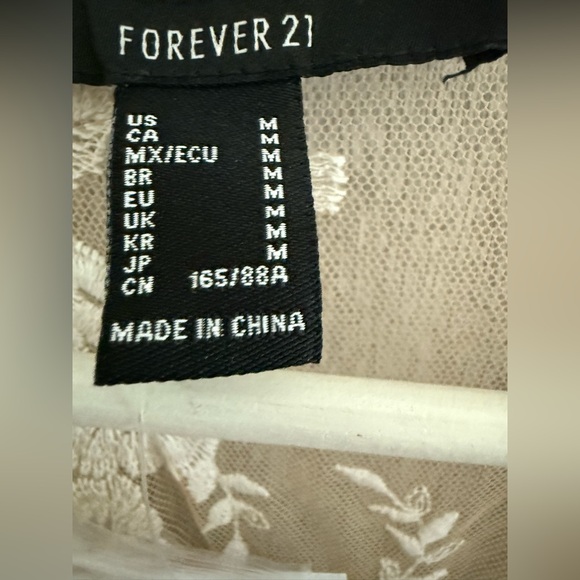 FOREVER 21
US M
CA M
MX/ECU M
BR M
EU M
UK M
KR M
JP M
CN 165/88A
MADE IN CHINA